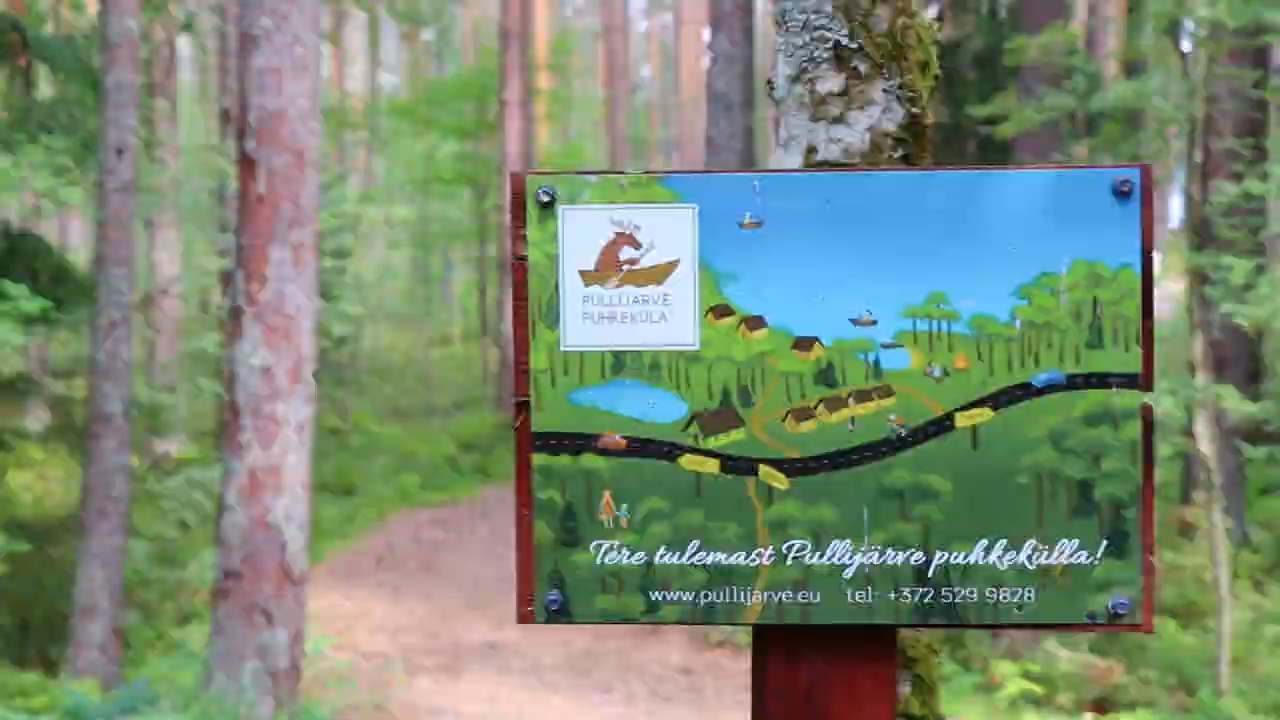 PULLIJÄRVE
PUHKEKÜLA
Tere tulemast Pullijärve puhkekülla!
www.pullijarve.eu tel: +372 529 9828